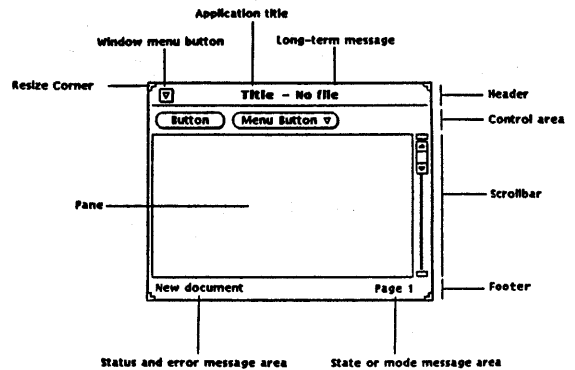 Application title
Window menu button
Long-term message
Resize Corner
Title - No file
Header
Button
Menu Button
Control area
Scrollbar
Pane
New document
Page 1
Footer
Status and error message area
State or mode message area